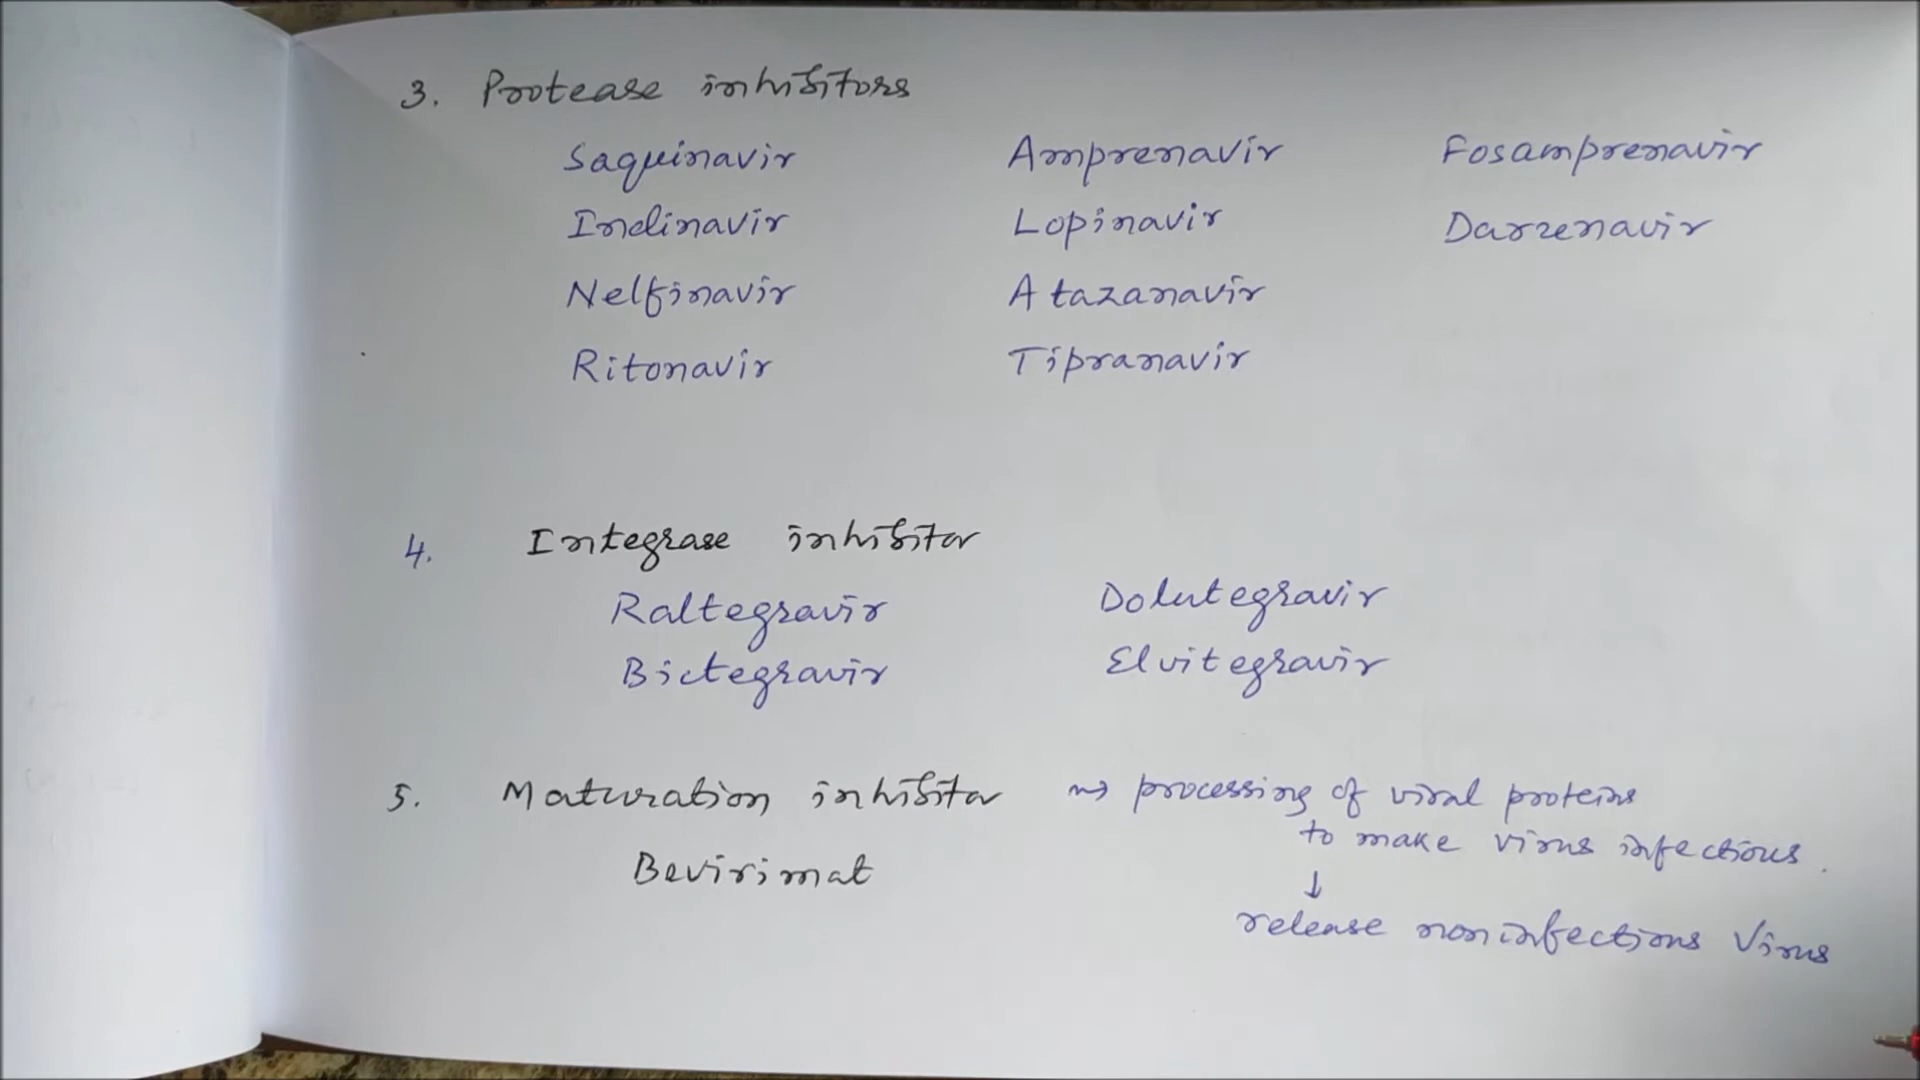 3. Protease inhibitors
Saquinavir Amprenavir Fosamprenavir
Indinavir Lopinavir Darunavir
Nelfinavir Atazanavir
Ritonavir Tipranavir
4. Integrase inhibitor
Raltegravir Dolutegravir
Bictegravir Elvitegravir
5. Maturation inhibitor → processing of viral proteins
to make virus infectious.
Bevirimat ↓
release noninfectious Virus